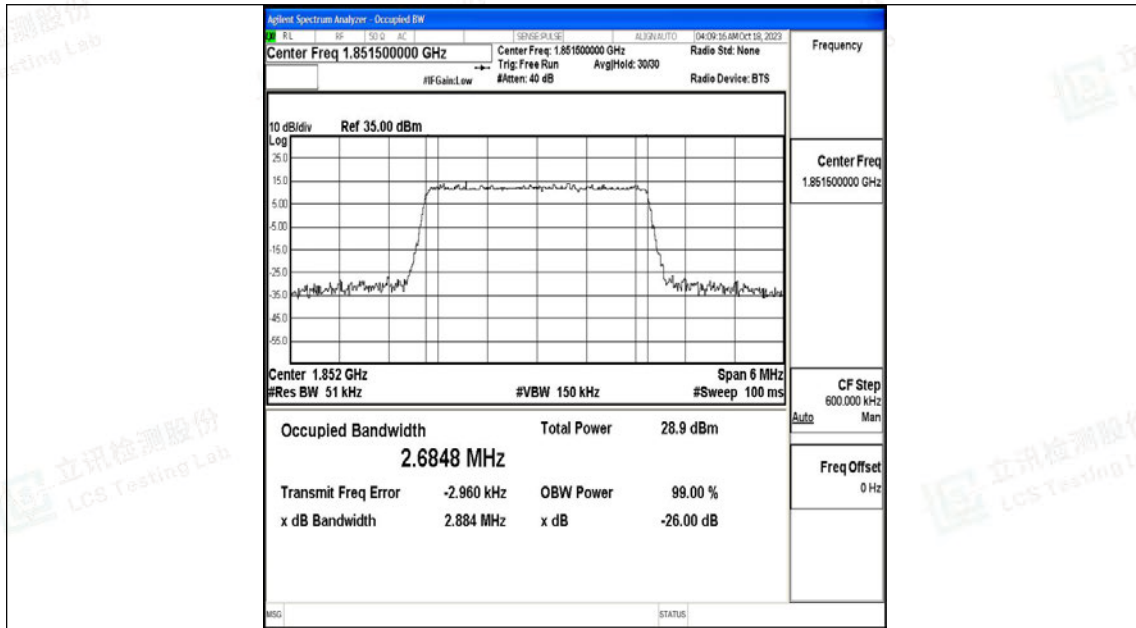 Agilent Spectrum Analyzer - Occupied BW
RL RF 50 Ω AC SENSE:PULSE ALIGNAUTO 04:09:16 AM Oct 18, 2023
Center Freq 1.851500000 GHz
Center Freq: 1.851500000 GHz
Radio Std: None
Trig: Free Run Avg|Hold: 30/30
#IFGain:Low #Atten: 40 dB Radio Device: BTS
10 dB/div Ref 35.00 dBm
Log
25.0
15.0
5.00
-5.00
-15.0
-25.0
-35.0
-45.0
-55.0
Center 1.852 GHz Span 6 MHz
#Res BW 51 kHz #VBW 150 kHz #Sweep 100 ms
Occupied Bandwidth Total Power 28.9 dBm
2.6848 MHz
Transmit Freq Error -2.960 kHz OBW Power 99.00 %
x dB Bandwidth 2.884 MHz x dB -26.00 dB
MSG STATUS
Frequency
Center Freq
1.851500000 GHz
CF Step
600.000 kHz
Auto Man
Freq Offset
0 Hz
立讯检测股份
LCS Testing Lab
立讯检测股份